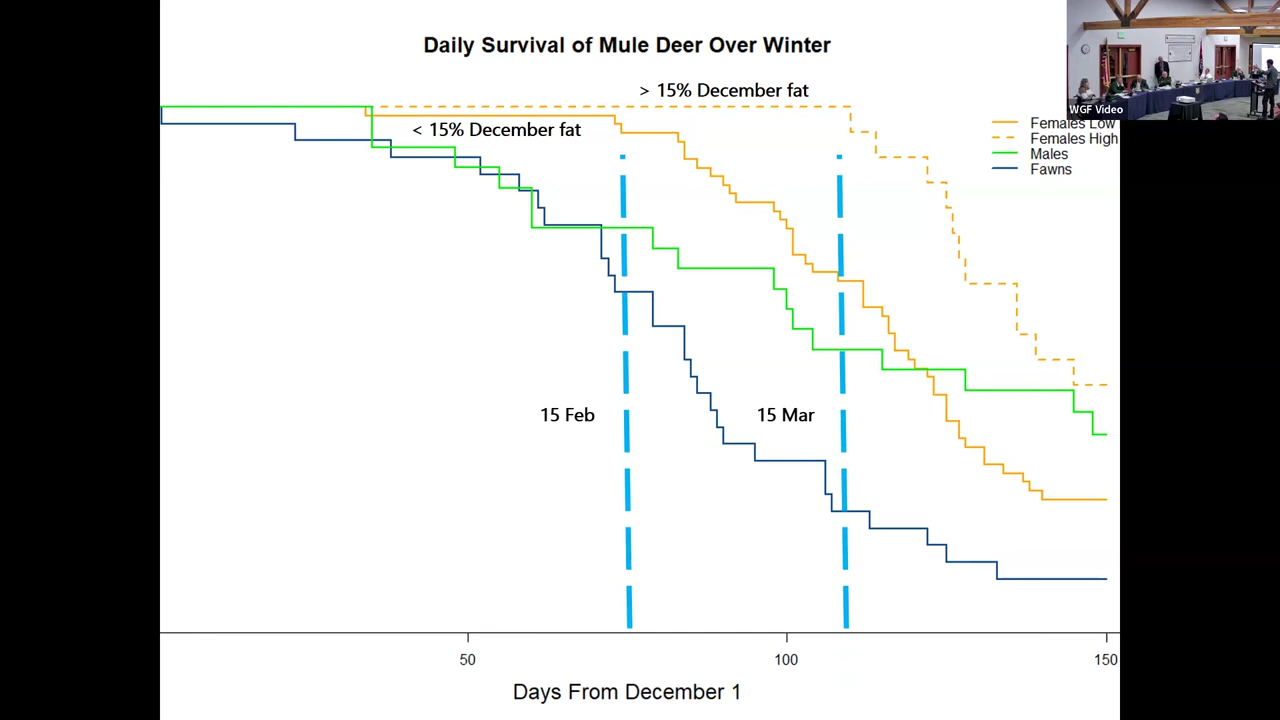 Daily Survival of Mule Deer Over Winter
> 15% December fat
WGF Video
Females Low
< 15% December fat
Females High
Males
Fawns
15 Feb
15 Mar
50
100
150
Days From December 1